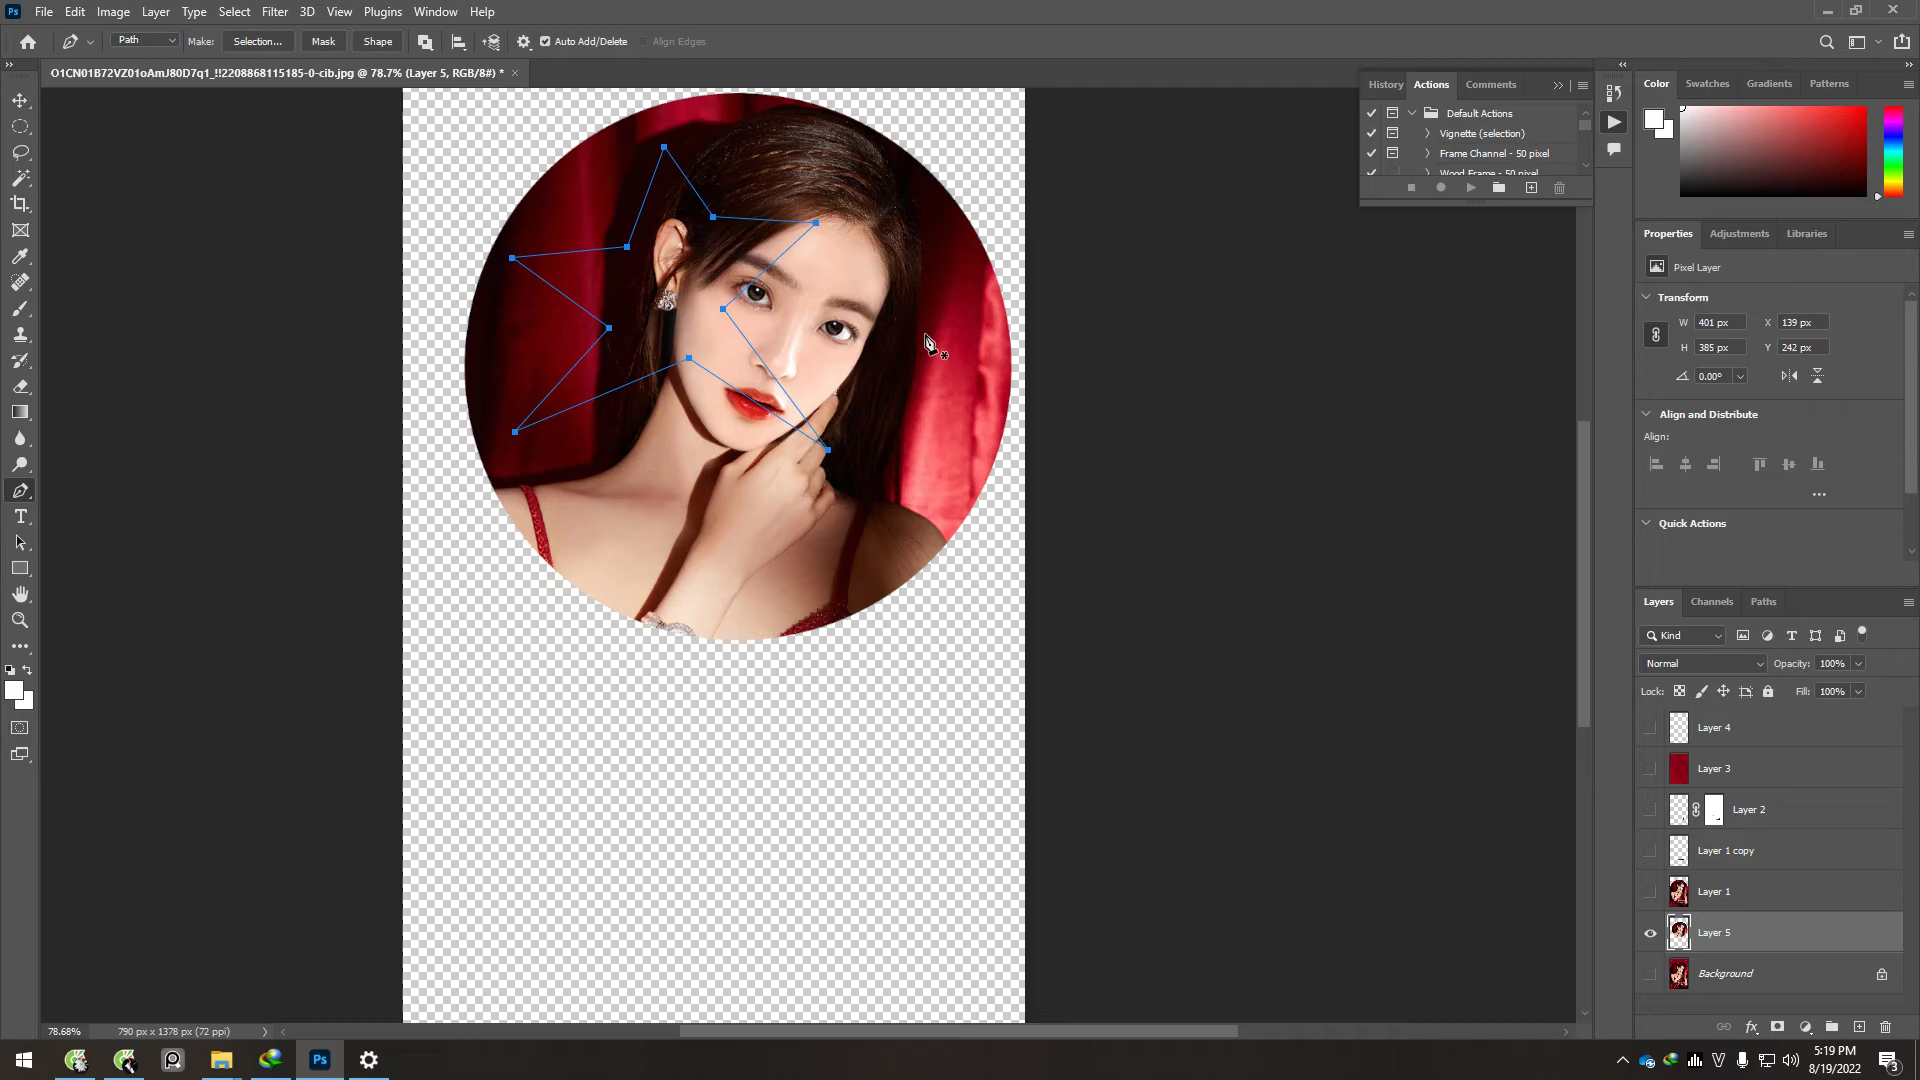 Ps File Edit Image Layer Type Select Filter 3D View Plugins Window Help
Path Make: Selection... Mask Shape Auto Add/Delete Align Edges
O1CN01B72VZ01oAmJ80D7q1_!!2208868115185-0-cib.jpg @ 78.7% (Layer 5, RGB/8#) *
History Actions Comments
Default Actions
Vignette (selection)
Frame Channel - 50 pixel
Wood Frame - 50 pixel
Color Swatches Gradients Patterns
Properties Adjustments Libraries
Pixel Layer
Transform
W 401 px X 139 px
H 385 px Y 242 px
0.00°
Align and Distribute
Align:
Quick Actions
Layers Channels Paths
Kind
Normal Opacity: 100%
Lock: Fill: 100%
Layer 4
Layer 3
Layer 2
Layer 1 copy
Layer 1
Layer 5
Background
78.68% 790 px x 1378 px (72 ppi)
Ps
5:19 PM
8/19/2022
3